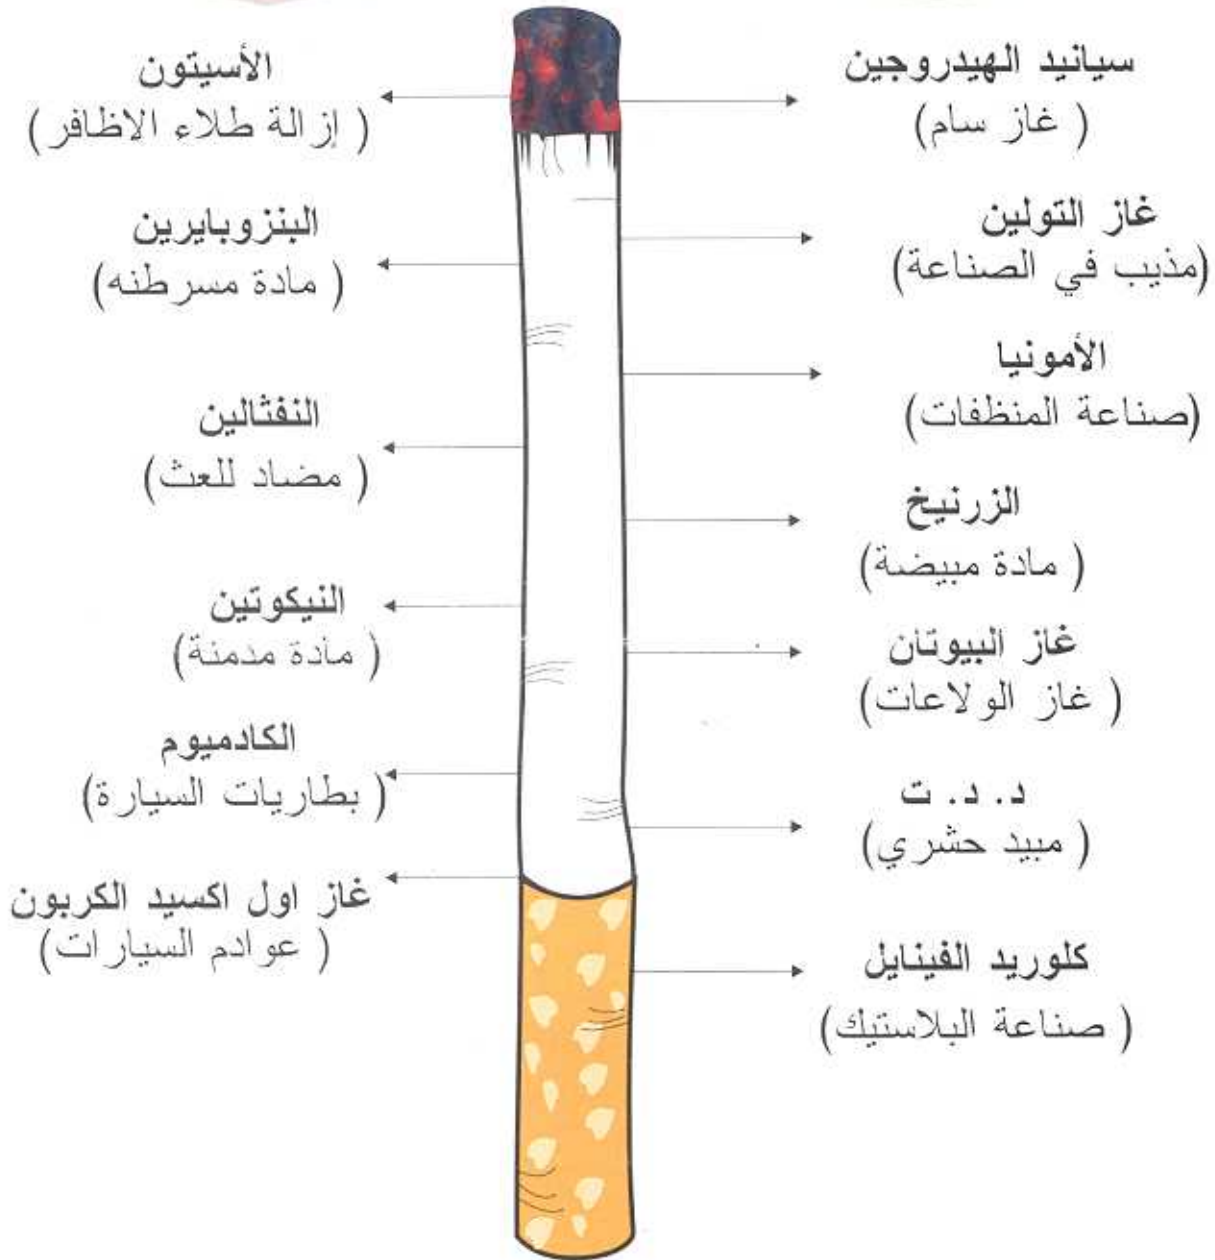 سيانيد الهيدروجين
( غاز سام)
غاز التولين
(مذيب في الصناعة)
الأمونيا
(صناعة المنظفات)
الزرنيخ
( مادة مبيضة)
غاز البيوتان
( غاز الولاعات)
د. د. ت
( مبيد حشري)
كلوريد الفينايل
( صناعة البلاستيك)
الأسيتون
( إزالة طلاء الاظافر)
البنزوبايرين
( مادة مسرطنه)
النفثالين
( مضاد للعث)
النيكوتين
( مادة مدمنة)
الكادميوم
( بطاريات السيارة)
غاز اول اكسيد الكربون
( عوادم السيارات)